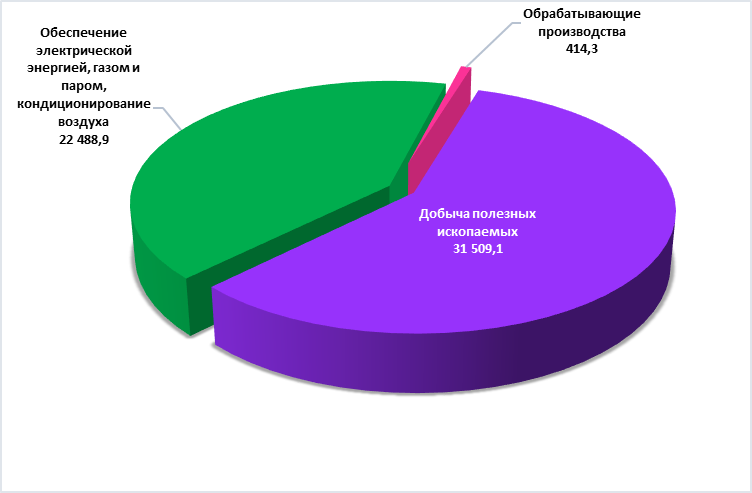 Обеспечение
электрической
энергией, газом и
паром,
кондиционирование
воздуха
22 488,9
Обрабатывающие
производства
414,3
Добыча полезных
ископаемых
31 509,1